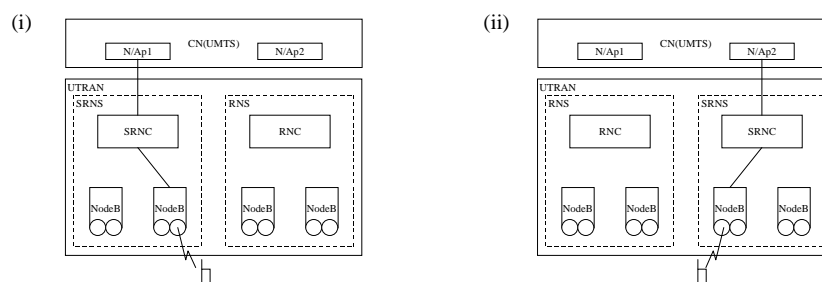 (i)
CN(UMTS)
N/Ap1
N/Ap2
UTRAN
SRNS
RNS
SRNC
RNC
NodeB
NodeB
NodeB
NodeB
(ii)
CN(UMTS)
N/Ap1
N/Ap2
UTRAN
RNS
SRNS
RNC
SRNC
NodeB
NodeB
NodeB
NodeB